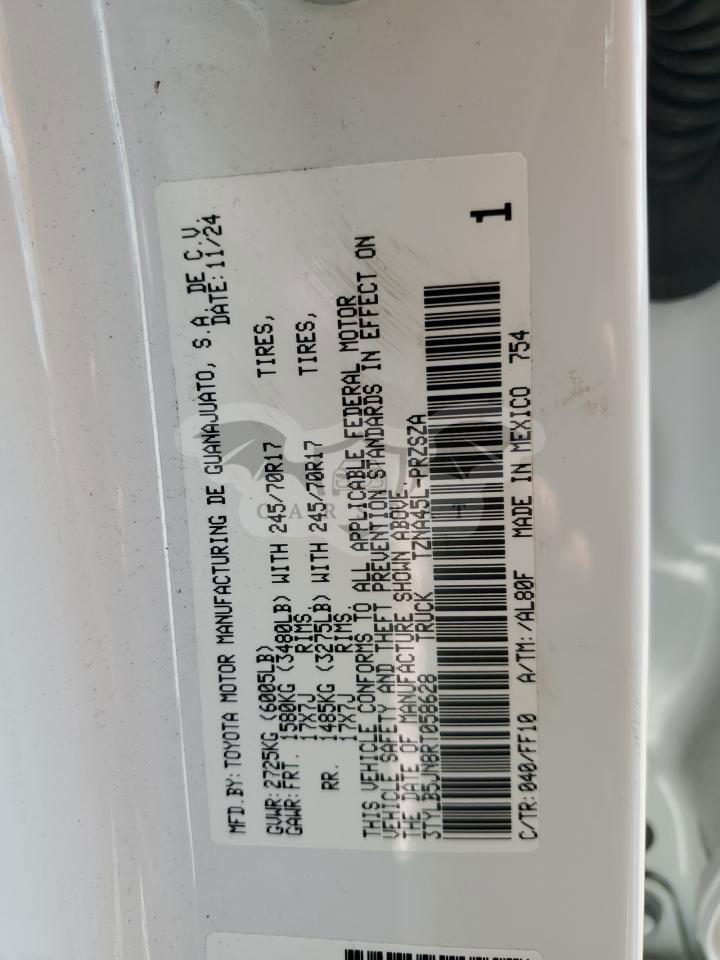 MFD.BY:TOYOTA MOTOR MANUFACTURING DE GUANAJUATO, S.A. DE C.V.
DATE:11/24
GVWR:2725KG (6005LB)
GAWR:FRT. 1580KG (3480LB) WITH 245/70R17 TIRES,
17X7J RIMS.
RR. 1485KG (3275LB) WITH 245/70R17 TIRES,
17X7J RIMS.
THIS VEHICLE CONFORMS TO ALL APPLICABLE FEDERAL MOTOR
VEHICLE SAFETY AND THEFT PREVENTION STANDARDS IN EFFECT ON
THE DATE OF MANUFACTURE SHOWN ABOVE.
3TYLB5JN8RT058628 TRUCK TZNA45L-PRZSZA
1
C/TR:040/FF10 A/TM:/AL80F MADE IN MEXICO 754